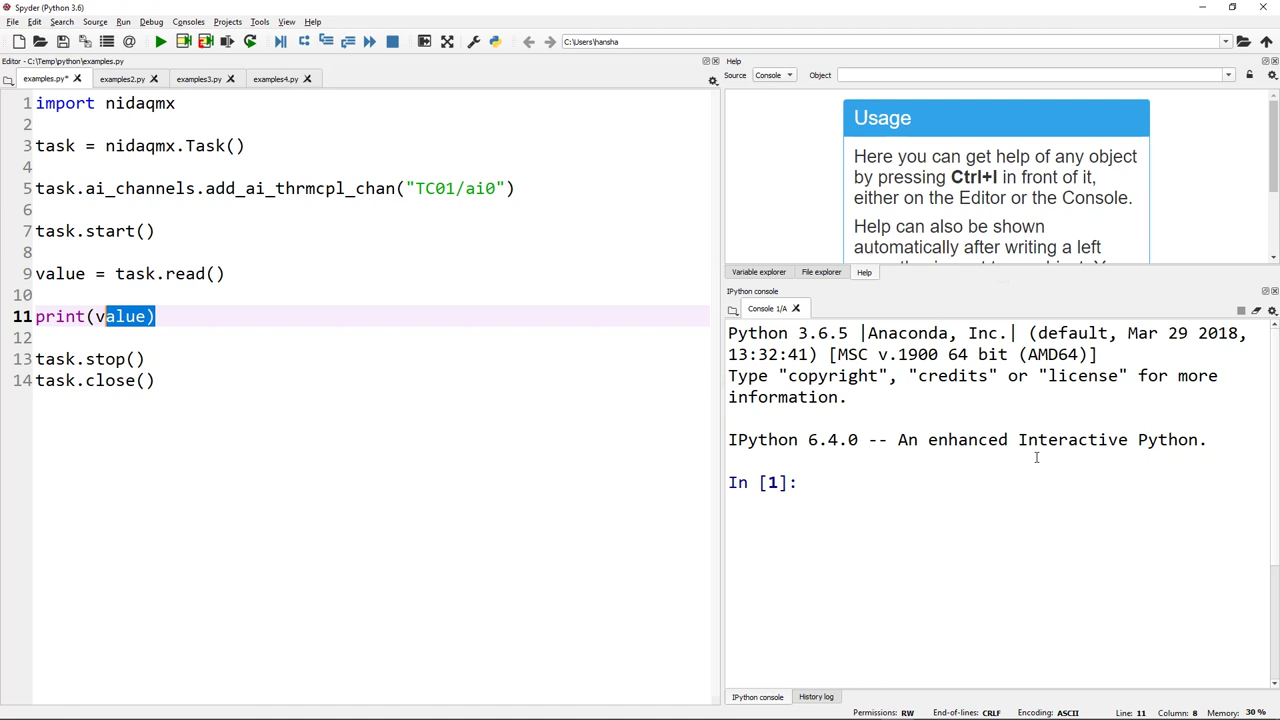 Spyder (Python 3.6)
File Edit Search Source Run Debug Consoles Projects Tools View Help
C:\Users\hansha
Editor - C:\Temp\python\examples.py
examples.py* examples2.py examples3.py examples4.py
1 import nidaqmx
2
3 task = nidaqmx.Task()
4
5 task.ai_channels.add_ai_thrmcpl_chan("TC01/ai0")
6
7 task.start()
8
9 value = task.read()
10
11 print(value)
12
13 task.stop()
14 task.close()
Help
Source Console Object
Usage
Here you can get help of any object
by pressing Ctrl+I in front of it,
either on the Editor or the Console.
Help can also be shown
automatically after writing a left
Variable explorer File explorer Help
IPython console
Console 1/A
Python 3.6.5 |Anaconda, Inc.| (default, Mar 29 2018,
13:32:41) [MSC v.1900 64 bit (AMD64)]
Type "copyright", "credits" or "license" for more
information.
IPython 6.4.0 -- An enhanced Interactive Python.
In [1]:
IPython console History log
Permissions: RW End-of-lines: CRLF Encoding: ASCII Line: 11 Column: 8 Memory: 30 %